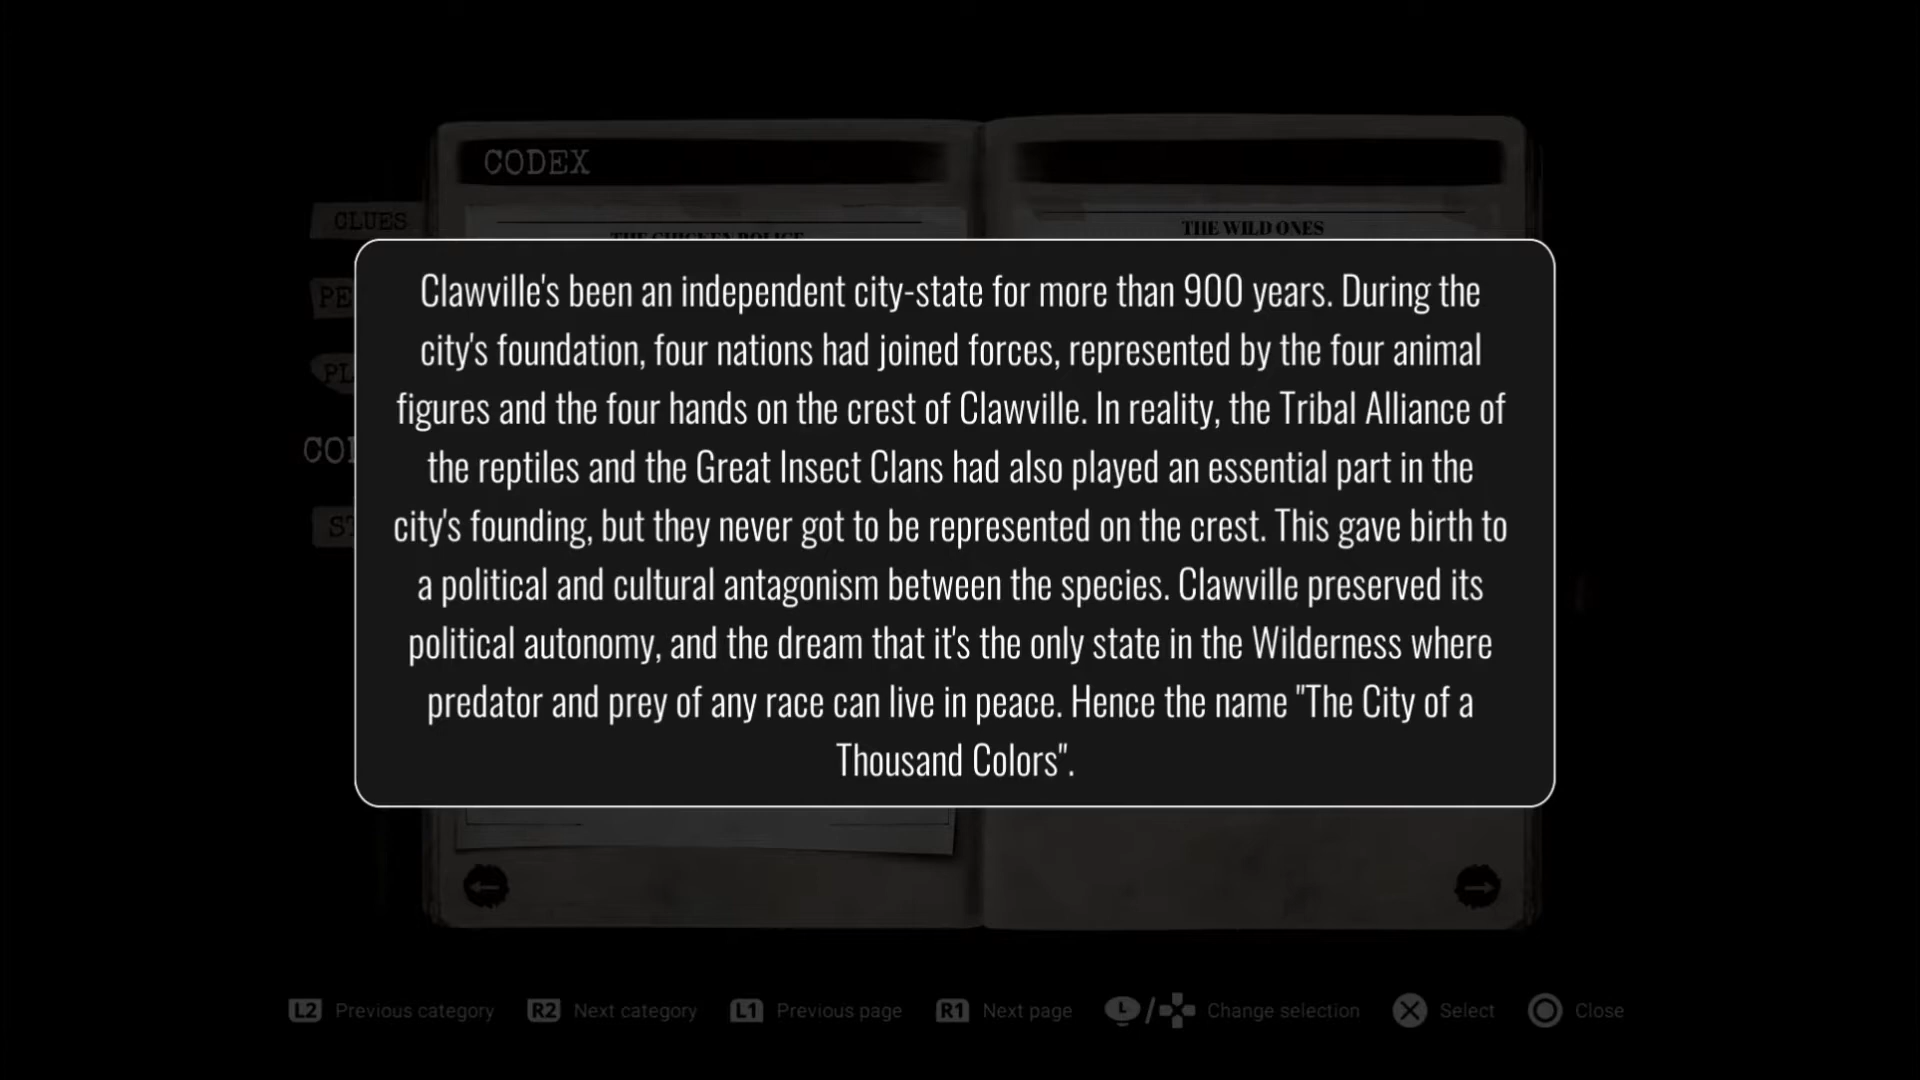 CODEX
CLUES
THE CHICKEN POLICE
THE WILD ONES
Clawville's been an independent city-state for more than 900 years. During the
city's foundation, four nations had joined forces, represented by the four animal
figures and the four hands on the crest of Clawville. In reality, the Tribal Alliance of
the reptiles and the Great Insect Clans had also played an essential part in the
city's founding, but they never got to be represented on the crest. This gave birth to
a political and cultural antagonism between the species. Clawville preserved its
political autonomy, and the dream that it's the only state in the Wilderness where
predator and prey of any race can live in peace. Hence the name "The City of a
Thousand Colors".
L2 Previous category R2 Next category L1 Previous page R1 Next page L / Change selection Select Close